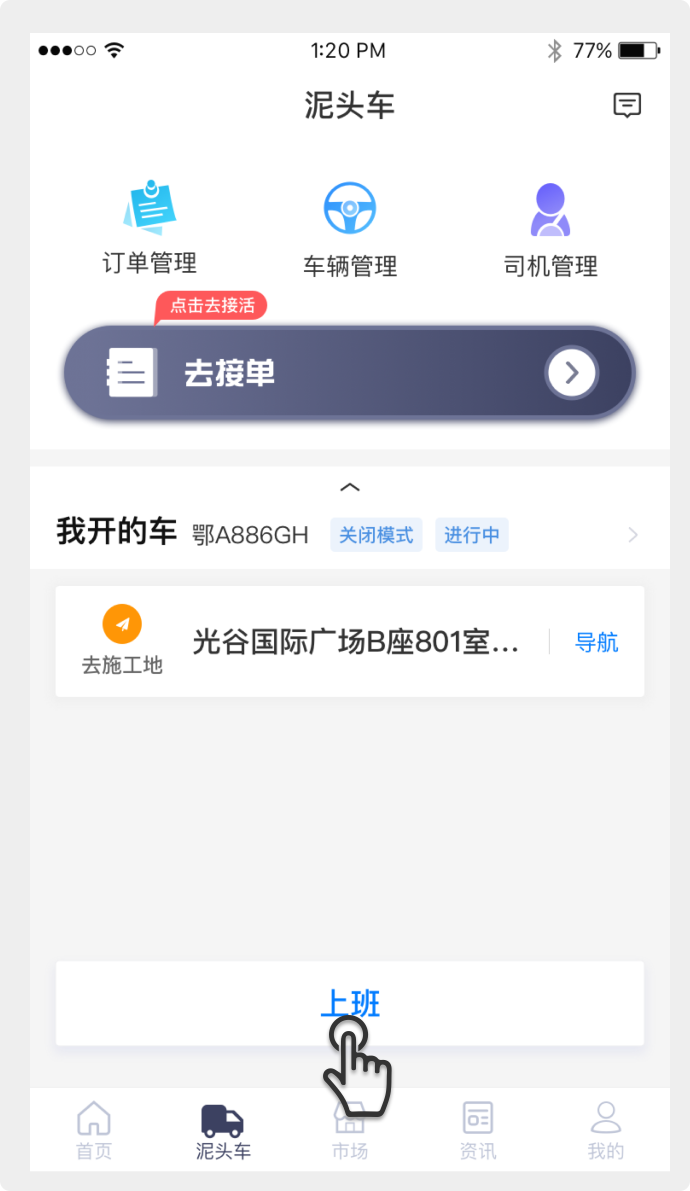 1:20 PM 77%
泥头车
订单管理 车辆管理 司机管理
点击去接活
去接单
我开的车 鄂A886GH 关闭模式 进行中
光谷国际广场B座801室... 导航
去施工地
上班
首页 泥头车 市场 资讯 我的